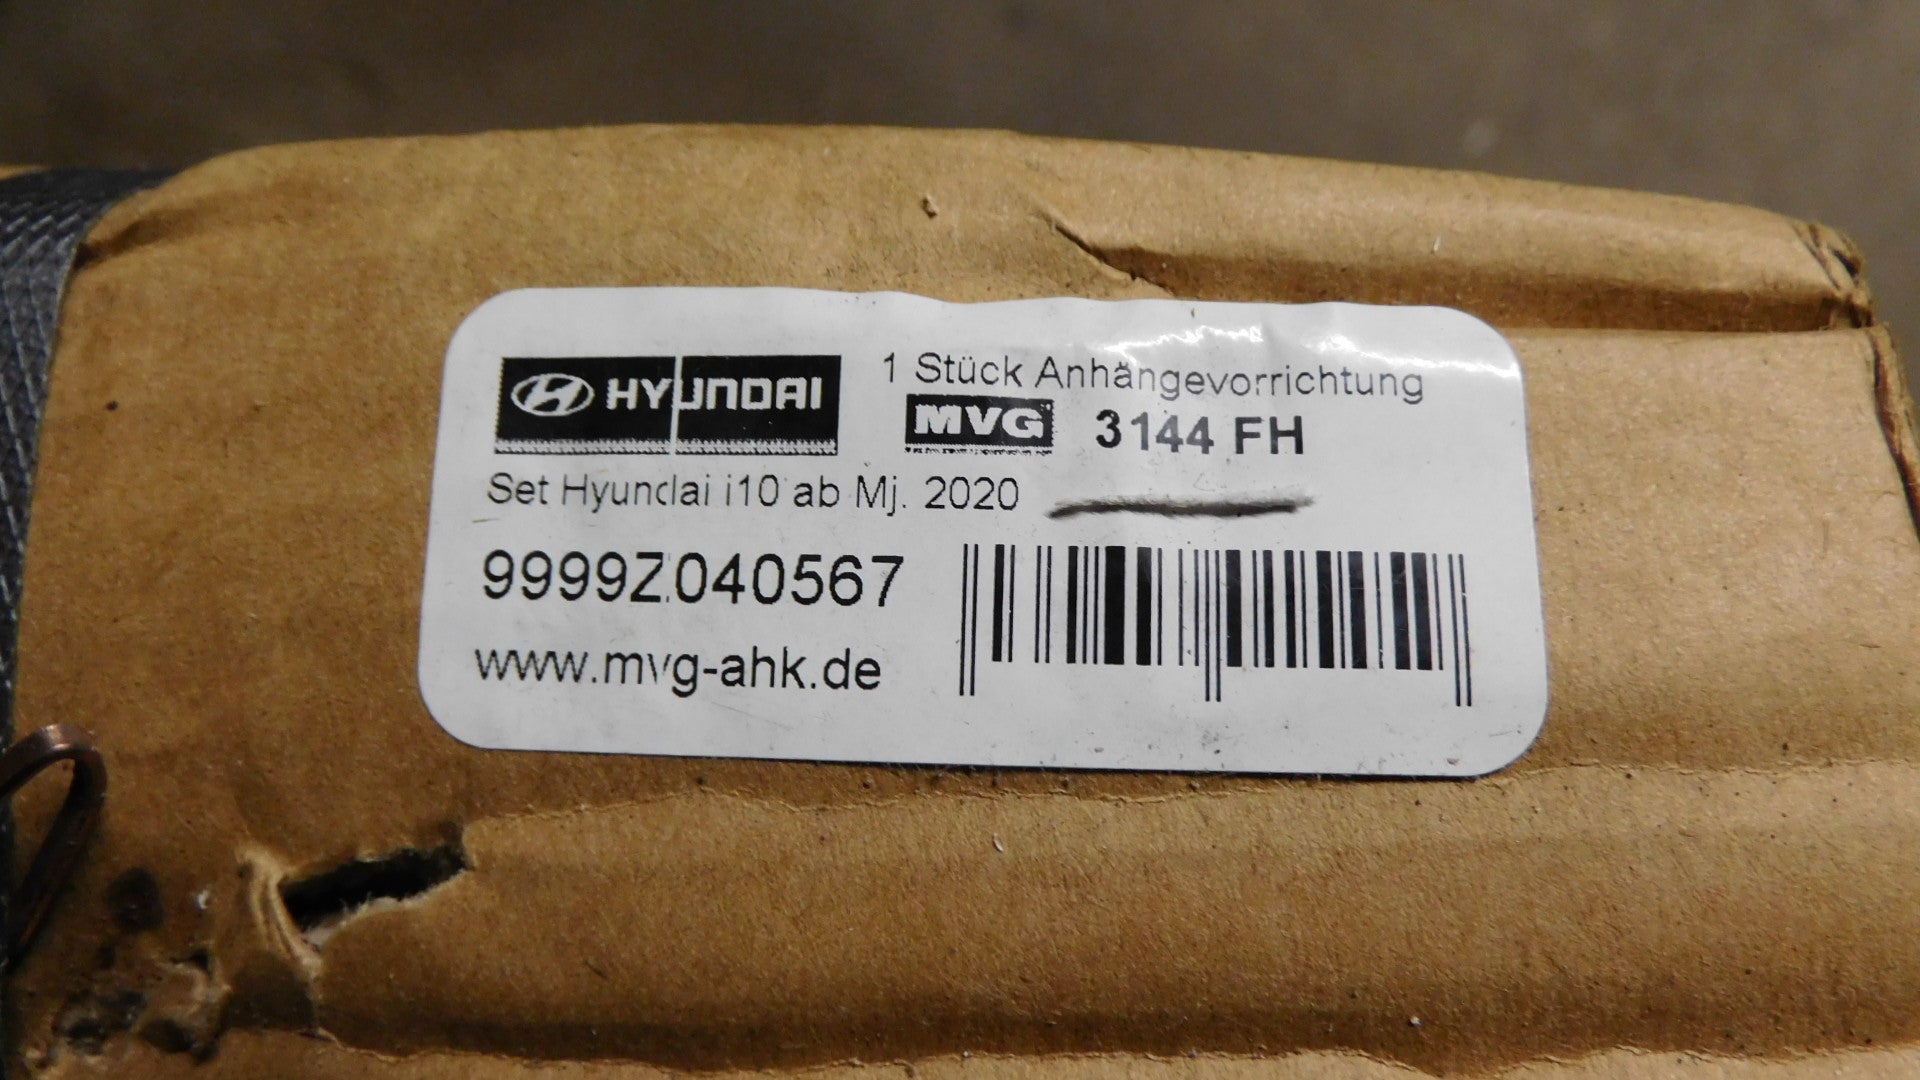 HYUNDAI
1 Stück Anhängevorrichtung
MVG 3144 FH
Set Hyundai i10 ab Mj. 2020
9999Z040567
www.mvg-ahk.de